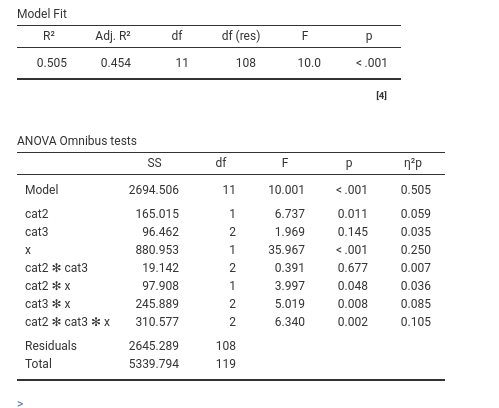 Model Fit
R² Adj. R² df df (res) F p
0.505 0.454 11 108 10.0 < .001
[4]
ANOVA Omnibus tests
SS df F p η²p
Model 2694.506 11 10.001 < .001 0.505
cat2 165.015 1 6.737 0.011 0.059
cat3 96.462 2 1.969 0.145 0.035
x 880.953 1 35.967 < .001 0.250
cat2 ✻ cat3 19.142 2 0.391 0.677 0.007
cat2 ✻ x 97.908 1 3.997 0.048 0.036
cat3 ✻ x 245.889 2 5.019 0.008 0.085
cat2 ✻ cat3 ✻ x 310.577 2 6.340 0.002 0.105
Residuals 2645.289 108
Total 5339.794 119
>